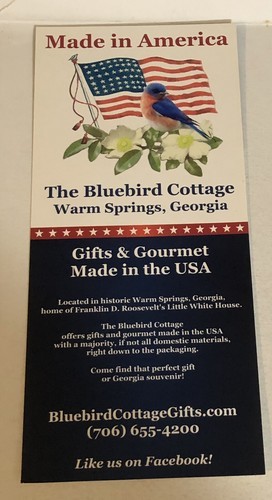 Made in America
The Bluebird Cottage
Warm Springs, Georgia
Gifts & Gourmet
Made in the USA
Located in historic Warm Springs, Georgia,
home of Franklin D. Roosevelt's Little White House.
The Bluebird Cottage
offers gifts and gourmet made in the USA
with a majority, if not all domestic materials,
right down to the packaging.
Come find that perfect gift
or Georgia souvenir!
BluebirdCottageGifts.com
(706) 655-4200
Like us on Facebook!